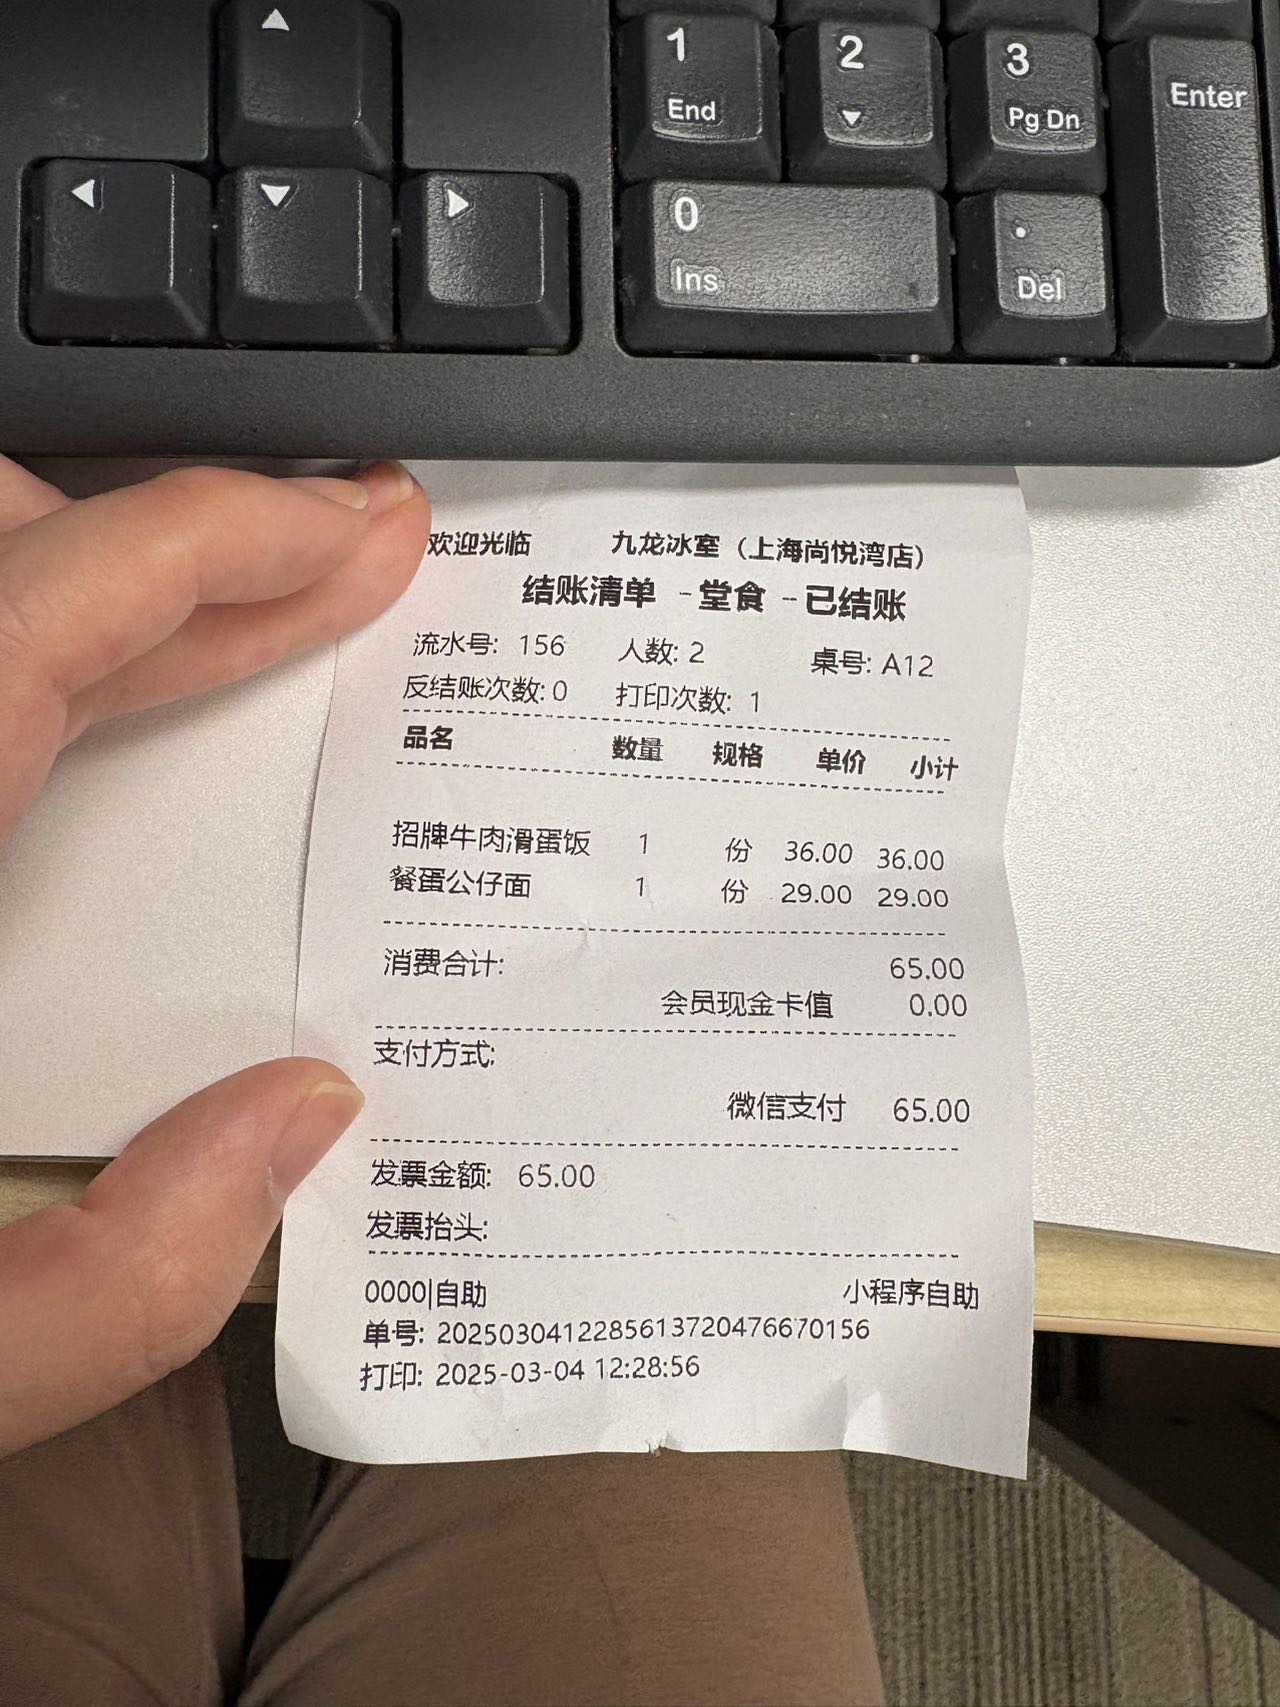 1
2
3
Enter
End
Pg Dn
0
.
Ins
Del
欢迎光临 九龙冰室（上海尚悦湾店）
结账清单 -堂食 -已结账
流水号: 156 人数: 2 桌号: A12
反结账次数: 0 打印次数: 1
品名 数量 规格 单价 小计
招牌牛肉滑蛋饭 1 份 36.00 36.00
餐蛋公仔面 1 份 29.00 29.00
消费合计: 65.00
会员现金卡值 0.00
支付方式:
微信支付 65.00
发票金额: 65.00
发票抬头:
0000|自助 小程序自助
单号: 2025030412285613720476670156
打印: 2025-03-04 12:28:56